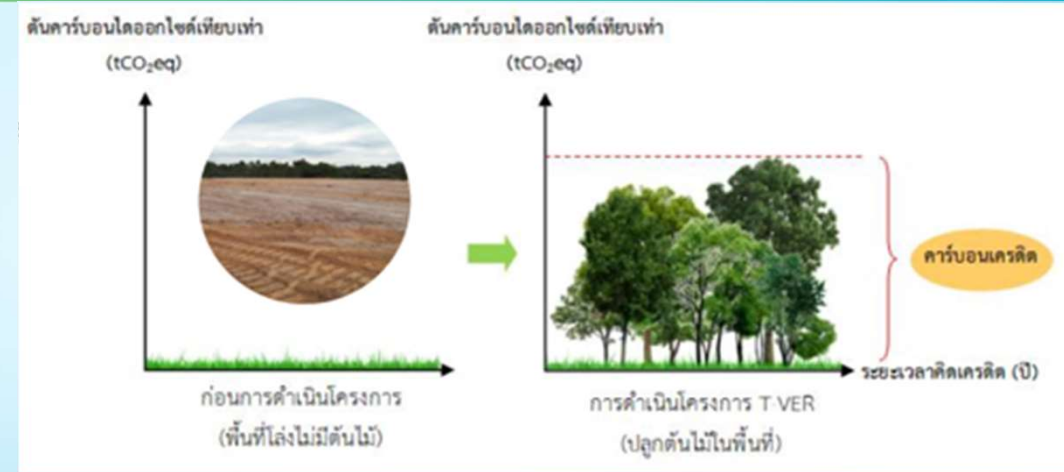 ตันคาร์บอนไดออกไซด์เทียบเท่า
(tCO₂eq)
ก่อนการดำเนินโครงการ
(พื้นที่โล่งไม่มีต้นไม้)
ตันคาร์บอนไดออกไซด์เทียบเท่า
(tCO₂eq)
คาร์บอนเครดิต
ระยะเวลาคิดเครดิต (ปี)
การดำเนินโครงการ T-VER
(ปลูกต้นไม้ในพื้นที่)